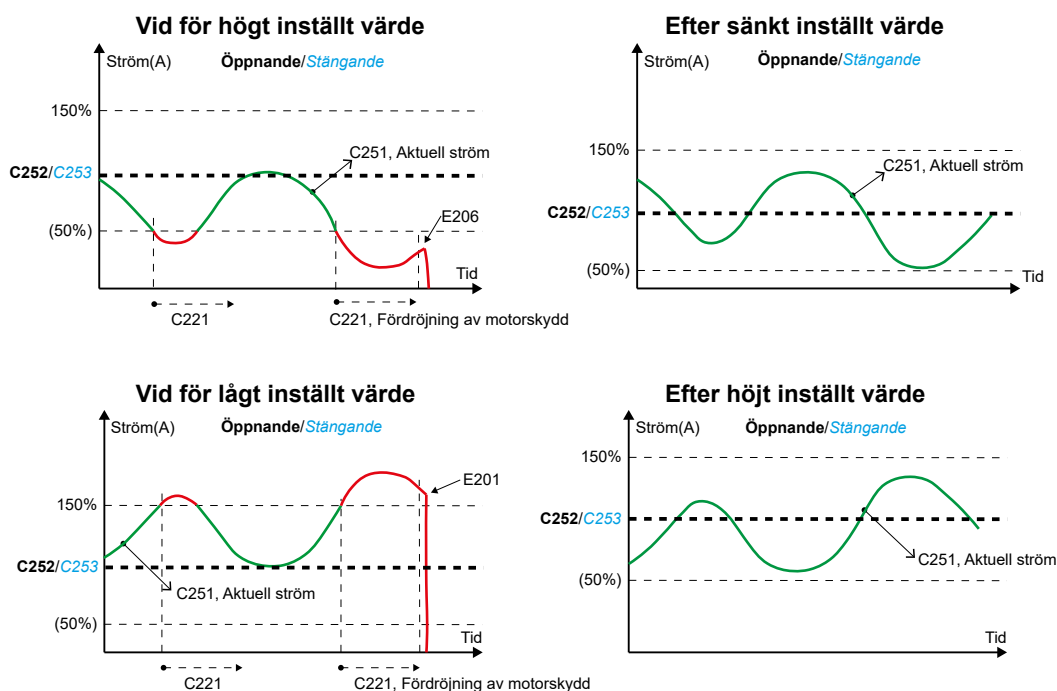 Vid för högt inställt värde
Ström(A)
Öppnande/Stängande
150%
C251, Aktuell ström
C252/C253
E206
(50%)
Tid
C221
C221, Fördröjning av motorskydd
Efter sänkt inställt värde
Ström(A)
Öppnande/Stängande
150%
C251, Aktuell ström
C252/C253
(50%)
Tid
Vid för lågt inställt värde
Ström(A)
Öppnande/Stängande
E201
150%
C252/C253
C251, Aktuell ström
(50%)
Tid
C221
C221, Fördröjning av motorskydd
Efter höjt inställt värde
Ström(A)
Öppnande/Stängande
150%
C252/C253
C251, Aktuell ström
(50%)
Tid